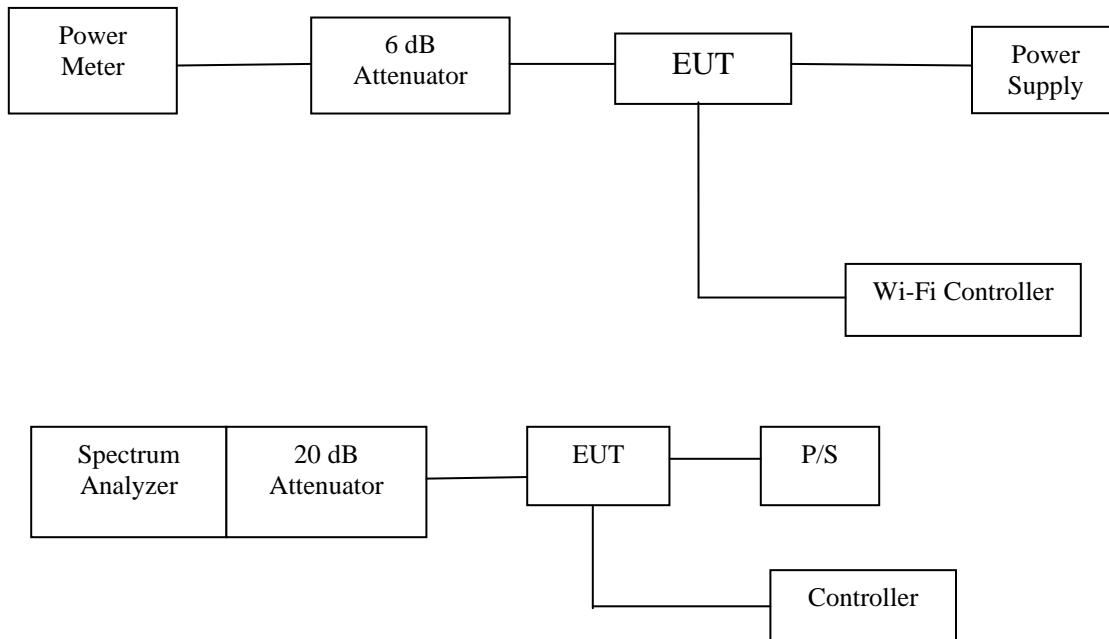 Power
Meter
6 dB
Attenuator
EUT
Power
Supply
Wi-Fi Controller
Spectrum
Analyzer
20 dB
Attenuator
EUT
P/S
Controller